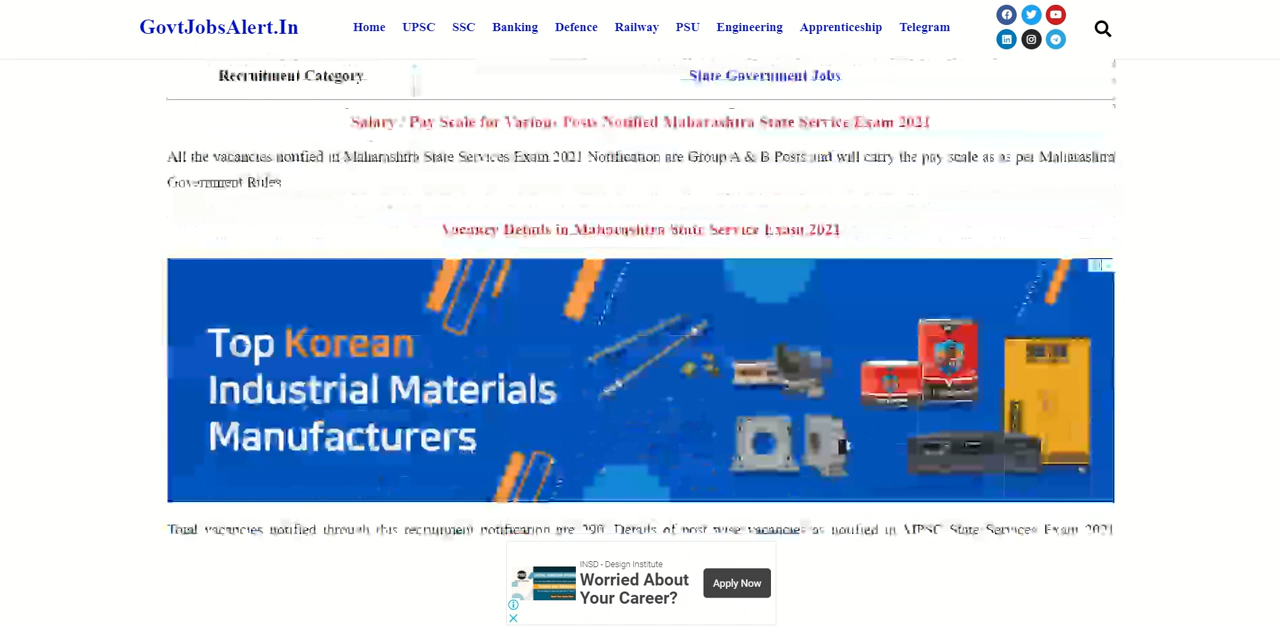 GovtJobsAlert.In
Home UPSC SSC Banking Defence Railway PSU Engineering Apprenticeship Telegram
Recruitment Category State Government Jobs
Salary / Pay Scale for Various Posts Notified Maharashtra State Service Exam 2021
All the vacancies notified in Maharashtra State Services Exam 2021 Notification are Group A & B Posts and will carry the pay scale as as per Maharashtra
Government Rules
Vacancy Details in Maharashtra State Service Exam 2021
Top Korean
Industrial Materials
Manufacturers
Total vacancies notified through this recruitment notification are 290. Details of post wise vacancies as notified in MPSC State Services Exam 2021
INSD - Design Institute
Worried About
Your Career?
Apply Now